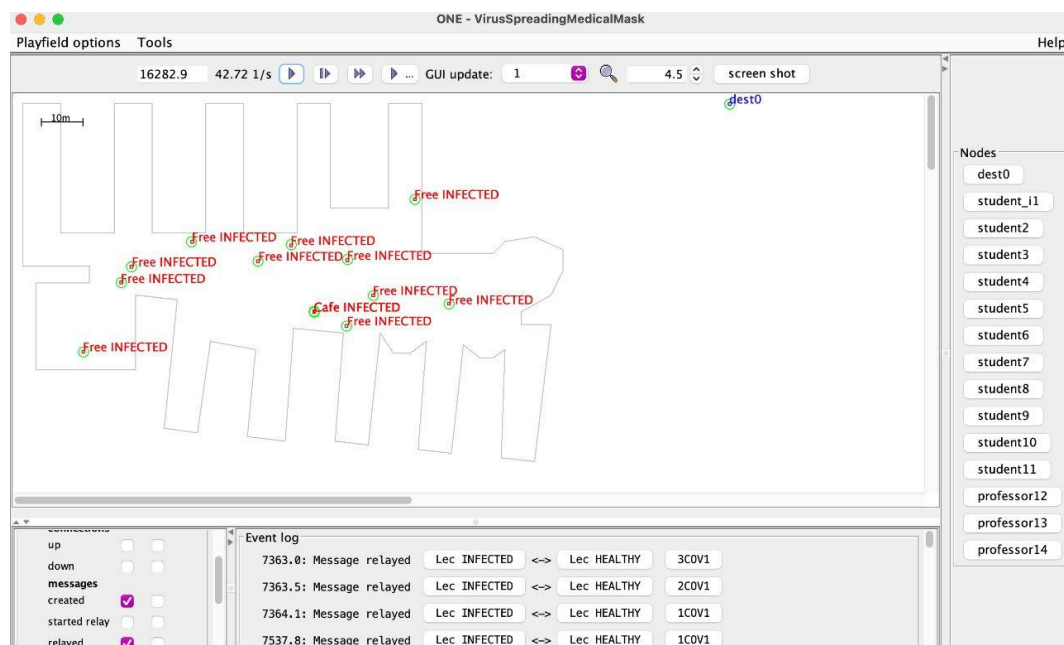 ONE - VirusSpreadingMedicalMask
Playfield options Tools Help
16282.9 42.72 1/s ... GUI update: 1 4.5 screen shot
dest0
10m
Free INFECTED
Free INFECTED
Free INFECTED
Free INFECTED
Free INFECTED
Free INFECTED
Free INFECTED
Free INFECTED
Free INFECTED
Cafe INFECTED
Free INFECTED
Free INFECTED
Nodes
dest0
student_i1
student2
student3
student4
student5
student6
student7
student8
student9
student10
student11
professor12
professor13
professor14
connections
up
down
messages
created
started relay
relayed
Event log
7363.0: Message relayed Lec INFECTED <-> Lec HEALTHY 3COV1
7363.5: Message relayed Lec INFECTED <-> Lec HEALTHY 2COV1
7364.1: Message relayed Lec INFECTED <-> Lec HEALTHY 1COV1
7537.8: Message relayed Lec INFECTED <-> Lec HEALTHY 1COV1